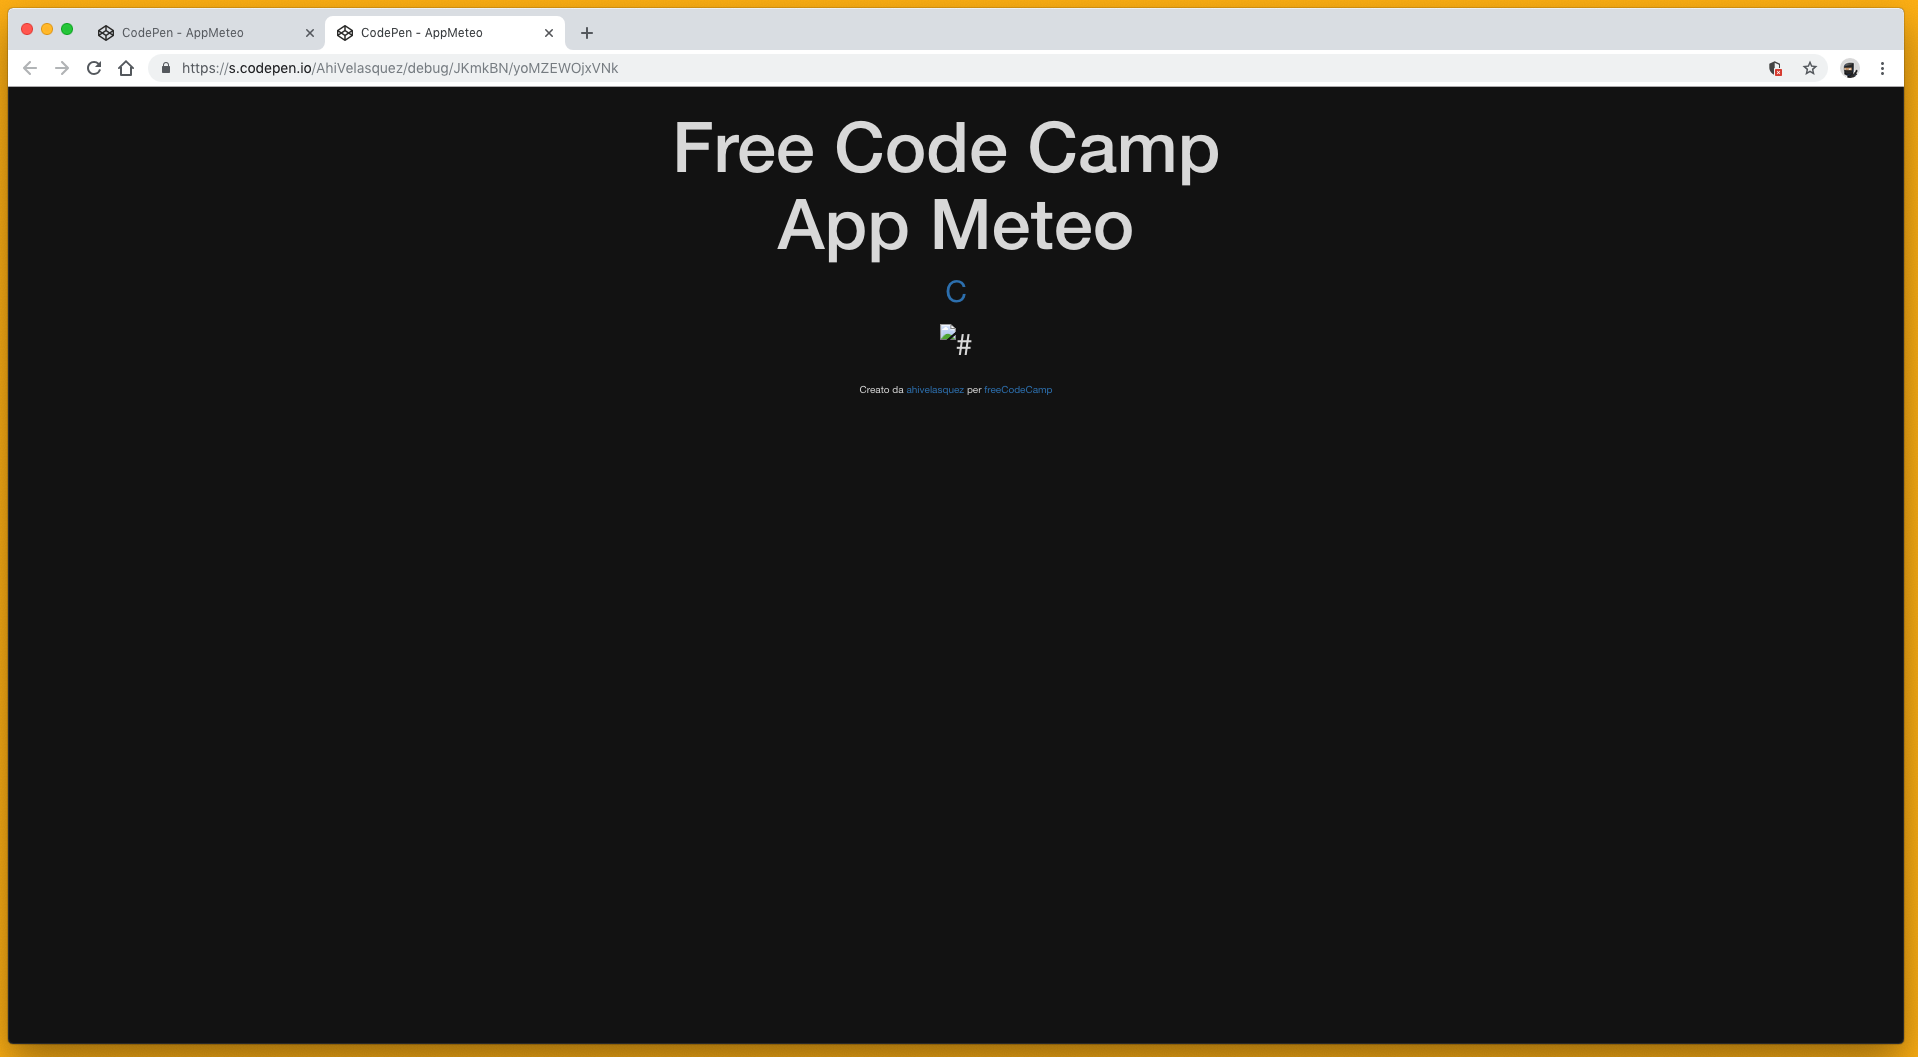 CodePen - AppMeteo
CodePen - AppMeteo
https://s.codepen.io/AhiVelasquez/debug/JKmkBN/yoMZEWOjxVNk
Free Code Camp
App Meteo
C
#
Creato da ahivelasquez per freeCodeCamp